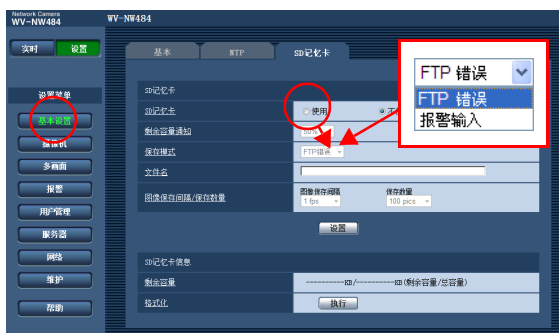 Network Camera
WV-NW484
WV-NW484
实时
设置
基本
NTP
SD记忆卡
设置菜单
基本设置
摄像机
多画面
报警
用户管理
服务器
网络
维护
帮助
SD记忆卡
SD记忆卡
使用
剩余容量通知
50%
保存模式
FTP错误
文件名
图像保存间隔/保存数量
图像保存间隔
保存数量
1 fps
100 pics
设置
SD记忆卡信息
剩余容量
----------KB/----------KB(剩余容量/总容量)
格式化
执行
FTP 错误
FTP 错误
报警输入